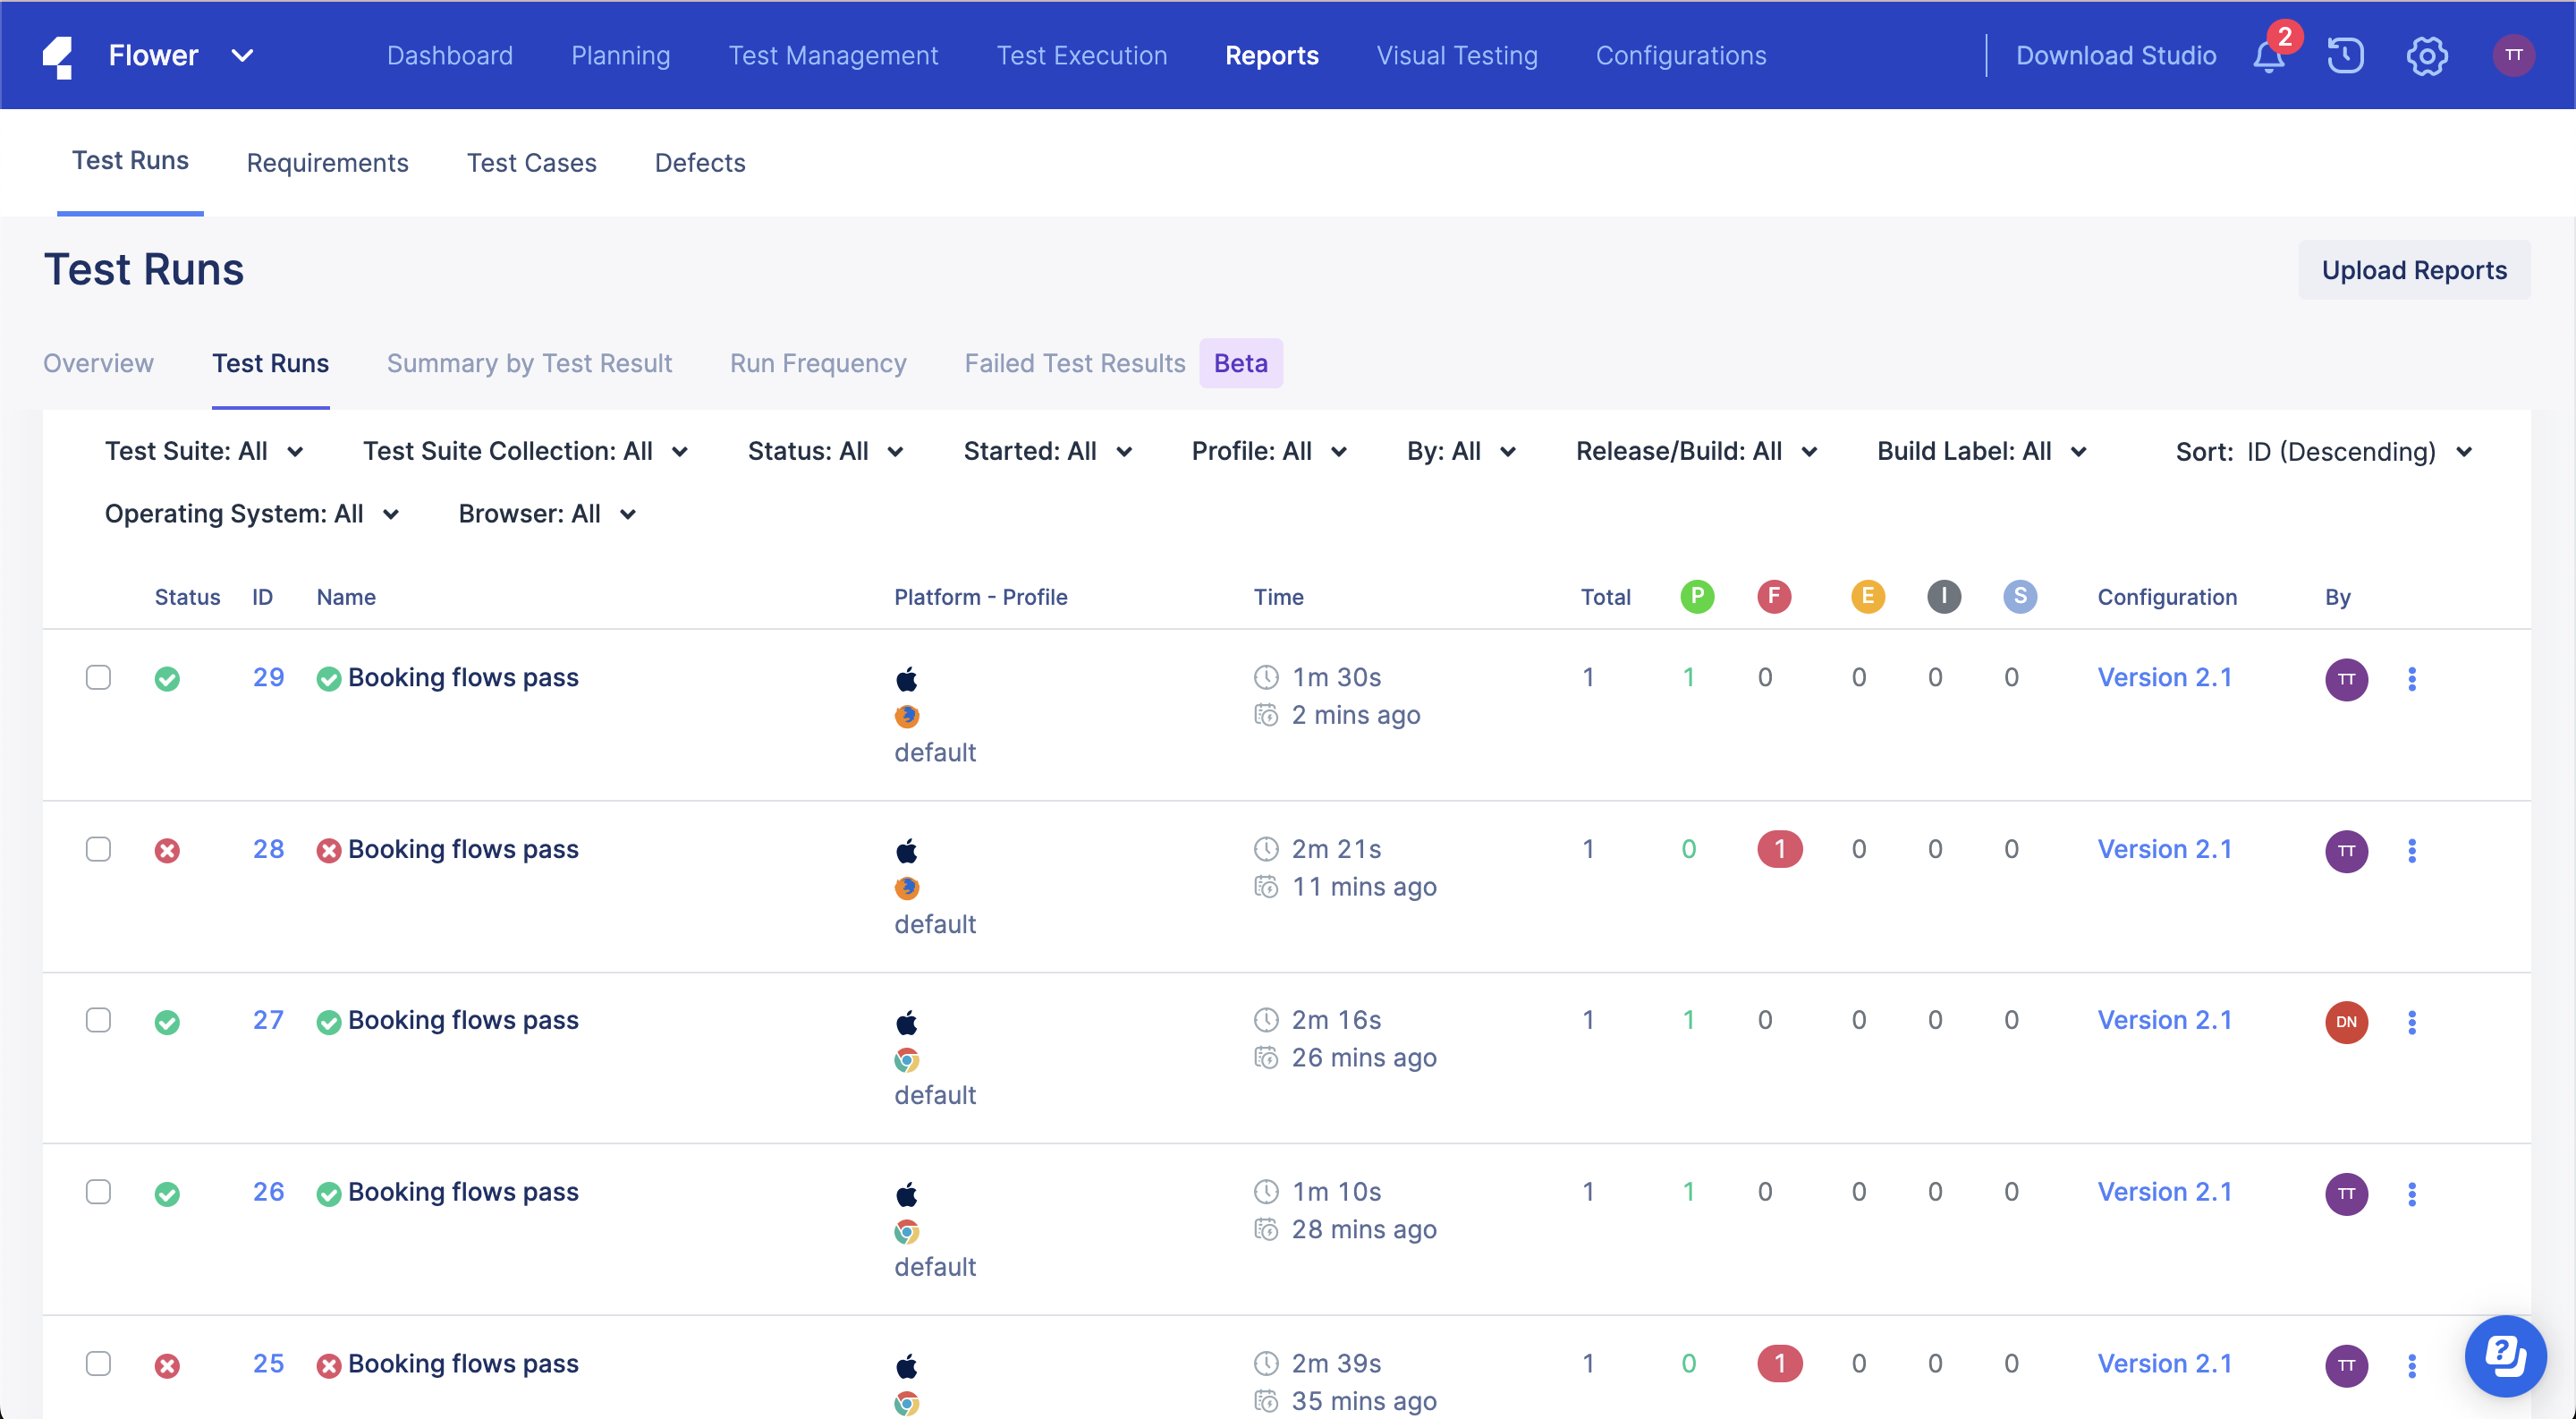 Flower Dashboard Planning Test Management Test Execution Reports Visual Testing Configurations Download Studio 2 TT
Test Runs Requirements Test Cases Defects
Test Runs Upload Reports
Overview Test Runs Summary by Test Result Run Frequency Failed Test Results Beta
Test Suite: All Test Suite Collection: All Status: All Started: All Profile: All By: All Release/Build: All Build Label: All Sort: ID (Descending)
Operating System: All Browser: All
Status ID Name Platform - Profile Time Total P F E I S Configuration By
29 Booking flows pass 1m 30s 1 1 0 0 0 0 Version 2.1 TT
2 mins ago
default
28 Booking flows pass 2m 21s 1 0 1 0 0 0 Version 2.1 TT
11 mins ago
default
27 Booking flows pass 2m 16s 1 1 0 0 0 0 Version 2.1 DN
26 mins ago
default
26 Booking flows pass 1m 10s 1 1 0 0 0 0 Version 2.1 TT
28 mins ago
default
25 Booking flows pass 2m 39s 1 0 1 0 0 0 Version 2.1 TT
35 mins ago